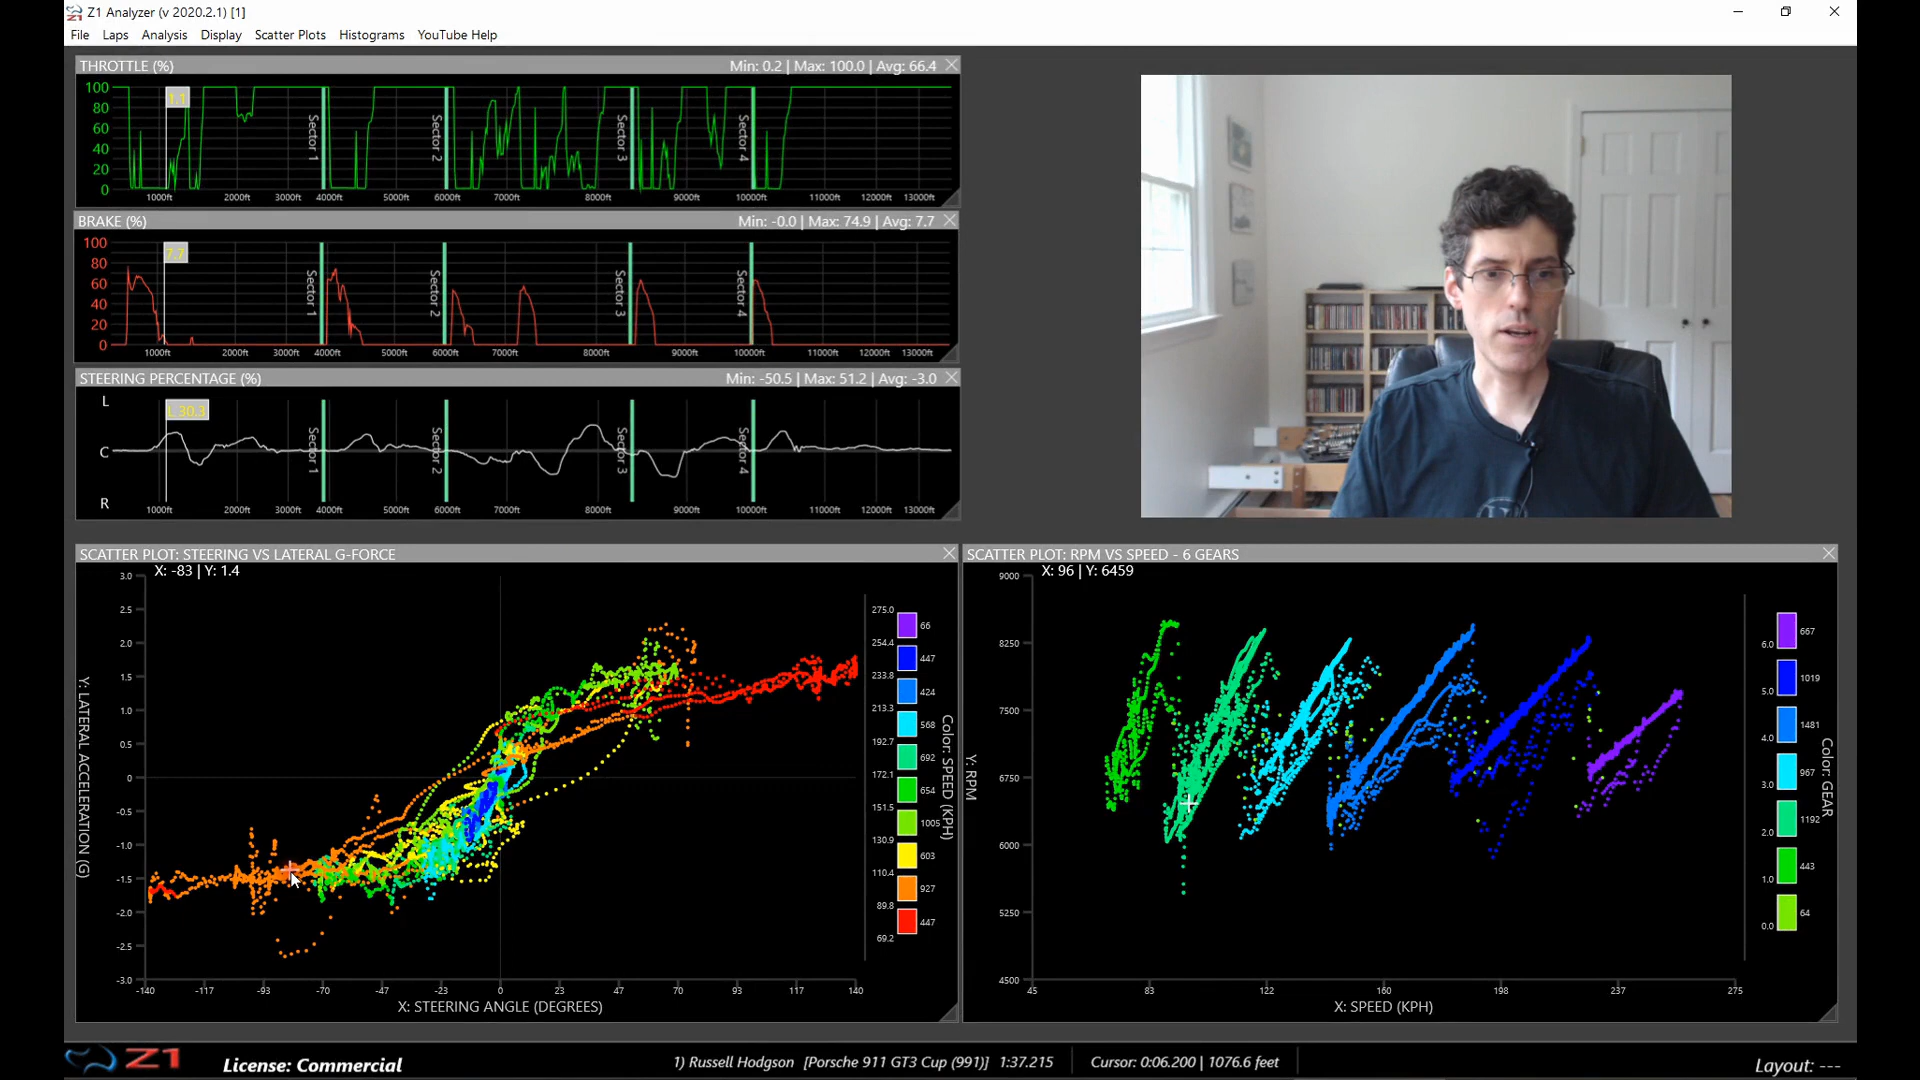 Z1 Analyzer (v 2020.2.1) [1]
File Laps Analysis Display Scatter Plots Histograms YouTube Help
THROTTLE (%) Min: 0.2 | Max: 100.0 | Avg: 66.4
100
80
60
40
20
0
1.1
Sector 1
Sector 2
Sector 3
Sector 4
1000ft 2000ft 3000ft 4000ft 5000ft 6000ft 7000ft 8000ft 9000ft 10000ft 11000ft 12000ft 13000ft
BRAKE (%) Min: -0.0 | Max: 74.9 | Avg: 7.7
100
80
60
40
20
0
7.7
Sector 1
Sector 2
Sector 3
Sector 4
1000ft 2000ft 3000ft 4000ft 5000ft 6000ft 7000ft 8000ft 9000ft 10000ft 11000ft 12000ft 13000ft
STEERING PERCENTAGE (%) Min: -50.5 | Max: 51.2 | Avg: -3.0
L
C
R
L 30.3
Sector 1
Sector 2
Sector 3
Sector 4
1000ft 2000ft 3000ft 4000ft 5000ft 6000ft 7000ft 8000ft 9000ft 10000ft 11000ft 12000ft 13000ft
SCATTER PLOT: STEERING VS LATERAL G-FORCE
X: -83 | Y: 1.4
3.0
2.5
2.0
1.5
1.0
0.5
0
-0.5
-1.0
-1.5
-2.0
-2.5
-3.0
Y: LATERAL ACCELERATION (G)
-140 -117 -93 -70 -47 -23 0 23 47 70 93 117 140
X: STEERING ANGLE (DEGREES)
275.0
66
254.4
447
233.8
424
213.3
568
192.7
692
172.1
654
151.5
1005
130.9
603
110.4
927
89.8
447
69.2
Color: SPEED (KPH)
SCATTER PLOT: RPM VS SPEED - 6 GEARS
X: 96 | Y: 6459
9000
8250
7500
6750
6000
5250
4500
Y: RPM
45 83 122 160 198 237 275
X: SPEED (KPH)
667
6.0
1019
5.0
1481
4.0
967
3.0
1192
2.0
443
1.0
64
0.0
Color: GEAR
Z1 License: Commercial 1) Russell Hodgson [Porsche 911 GT3 Cup (991)] 1:37.215 Cursor: 0:06.200 | 1076.6 feet Layout: ---